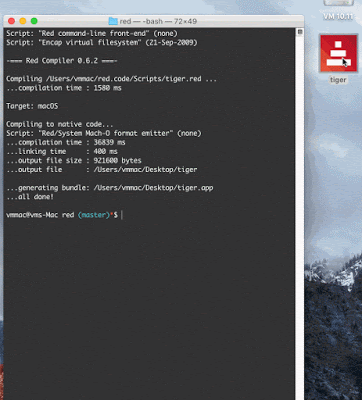 red — -bash — 72×49
VM 10.11
Script: "Red command-line front-end" (none)
Script: "Encap virtual filesystem" (21-Sep-2009)
-=== Red Compiler 0.6.2 ===-
Compiling /Users/vmmac/red.code/Scripts/tiger.red ...
...compilation time : 1580 ms
Target: macOS
Compiling to native code...
Script: "Red/System Mach-O format emitter" (none)
...compilation time : 36839 ms
...linking time     : 400 ms
...output file size : 921600 bytes
...output file      : /Users/vmmac/Desktop/tiger
...generating bundle: /Users/vmmac/Desktop/tiger.app
...all done!
vmmac@vms-Mac red (master)*$
tiger